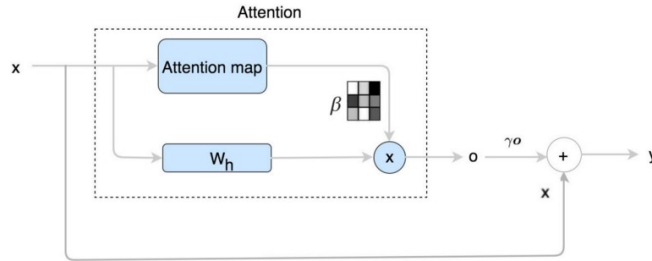 Attention
x
Attention map
β
W_h
x
o
γo
+
x
y